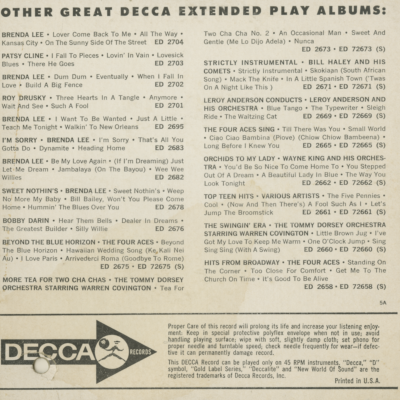 OTHER GREAT DECCA EXTENDED PLAY ALBUMS:
BRENDA LEE • Lover Come Back To Me • All The Way •
Kansas City • On The Sunny Side Of The Street
ED 2704
PATSY CLINE • I Fall To Pieces • Lovin' In Vain • Lovesick
Blues • There He Goes
ED 2703
BRENDA LEE • Dum Dum • Eventually • When I Fall In
Love • Build A Big Fence
ED 2702
ROY DRUSKY • Three Hearts In A Tangle • Anymore •
Wait And See • Such A Fool
ED 2701
BRENDA LEE • I Want To Be Wanted • Just A Little •
Teach Me Tonight • Walkin' To New Orleans
ED 2695
I'M SORRY • BRENDA LEE • I'm Sorry • That's All You
Gotta Do • Dynamite • Heading Home
ED 2683
BRENDA LEE • Be My Love Again • (If I'm Dreaming) Just
Let Me Dream • Jambalaya (On The Bayou) • Wee Wee
Willies
ED 2682
SWEET NOTHIN'S • BRENDA LEE • Sweet Nothin's • Weep
No More My Baby • Bill Bailey, Won't You Please Come
Home • Hummin' The Blues Over You
ED 2678
BOBBY DARIN • Hear Them Bells • Dealer In Dreams •
The Greatest Builder • Silly Willie
ED 2676
BEYOND THE BLUE HORIZON • THE FOUR ACES • Beyond
The Blue Horizon • Hawaiian Wedding Song (Ke Kali Nei
Au) • I Love Paris • Arrivederci Roma (Goodbye To Rome)
ED 2675 • ED 72675 (S)
MORE TEA FOR TWO CHA CHAS • THE TOMMY DORSEY
ORCHESTRA STARRING WARREN COVINGTON • Tea For
Two Cha Cha No. 2 • An Occasional Man • Sweet And
Gentle (Me Lo Dijo Adela) • Nunca
ED 2673 • ED 72673 (S)
STRICTLY INSTRUMENTAL • BILL HALEY AND HIS
COMETS • Strictly Instrumental • Skokiaan (South African
Song) • Mack The Knife • In A Little Spanish Town ('Twas
On A Night Like This)
ED 2671 • ED 72671 (S)
LEROY ANDERSON CONDUCTS • LEROY ANDERSON AND
HIS ORCHESTRA • Blue Tango • The Typewriter • Sleigh
Ride • The Waltzing Cat
ED 2669 • ED 72669 (S)
THE FOUR ACES SING • Till There Was You • Small World
• Ciao Ciao Bambina (Piove) (Chiow Chiow Bambeena) •
Long Before I Knew You
ED 2665 • ED 72665 (S)
ORCHIDS TO MY LADY • WAYNE KING AND HIS ORCHES-
TRA • You'd Be So Nice To Come Home To • You Stepped
Out Of A Dream • A Beautiful Lady In Blue • The Way You
Look Tonight
ED 2662 • ED 72662 (S)
TOP TEEN HITS • VARIOUS ARTISTS • The Five Pennies •
Cool • (Now And Then There's) A Fool Such As I • Let's
Jump The Broomstick
ED 2661 • ED 72661 (S)
THE SWINGIN' ERA • THE TOMMY DORSEY ORCHESTRA
STARRING WARREN COVINGTON • Little Brown Jug • I've
Got My Love To Keep Me Warm • One O'Clock Jump • Sing
Sing Sing (With A Swing)
ED 2660 • ED 72660 (S)
HITS FROM BROADWAY • THE FOUR ACES • Standing On
The Corner • Too Close For Comfort • Get Me To The
Church On Time • It's Good To Be Alive
ED 2658 • ED 72658 (S)
5A
DECCA RECORDS
Proper Care of this record will prolong its life and increase your listening enjoy-
ment. Keep in special protective polyflex envelope when not in use; avoid
handling playing surface; wipe with soft, slightly damp cloth; set phono for
proper needle and turntable speed, check needle frequently for wear—if defec-
tive it can permanently damage record.
This DECCA Record can be played only on 45 RPM instruments, "Decca," "D"
symbol, "Gold Label Series," "Deccalite" and "New World Of Sound" are the
registered trademarks of Decca Records, Inc.
Printed in U.S.A.